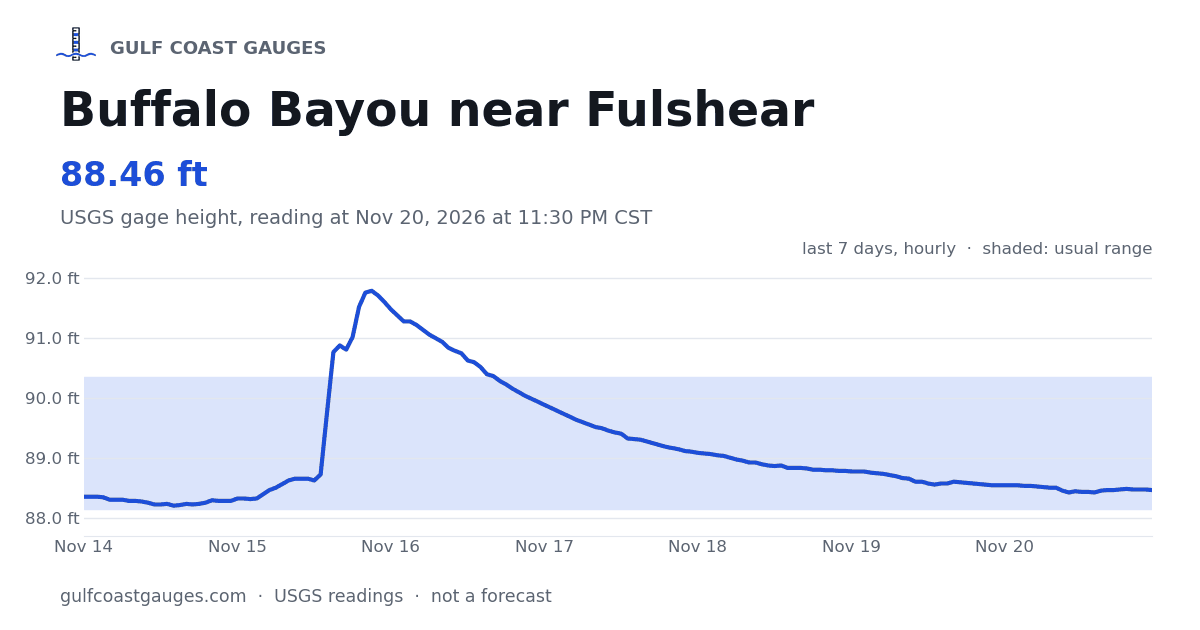 GULF COAST GAUGES
Buffalo Bayou near Fulshear
88.46 ft
USGS gage height, reading at Nov 20, 2026 at 11:30 PM CST
last 7 days, hourly · shaded: usual range
92.0 ft
91.0 ft
90.0 ft
89.0 ft
88.0 ft
Nov 14 Nov 15 Nov 16 Nov 17 Nov 18 Nov 19 Nov 20
gulfcoastgauges.com · USGS readings · not a forecast